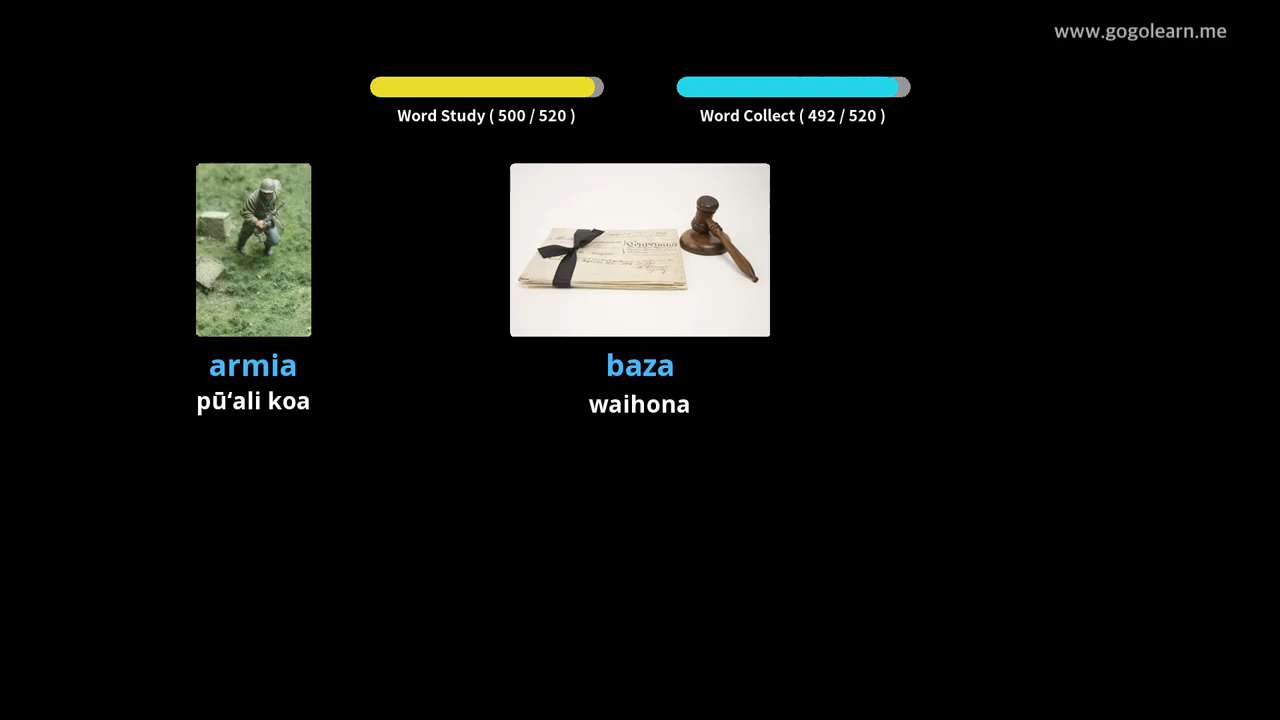 www.gogolearn.me
Word Study ( 500 / 520 )
Word Collect ( 492 / 520 )
armia
pūʻali koa
baza
waihona